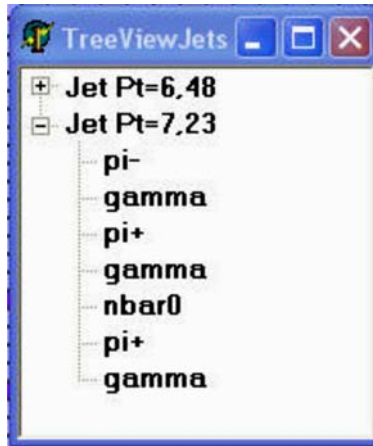 TreeViewJets
Jet Pt=6,48
Jet Pt=7,23
pi-
gamma
pi+
gamma
nbar0
pi+
gamma